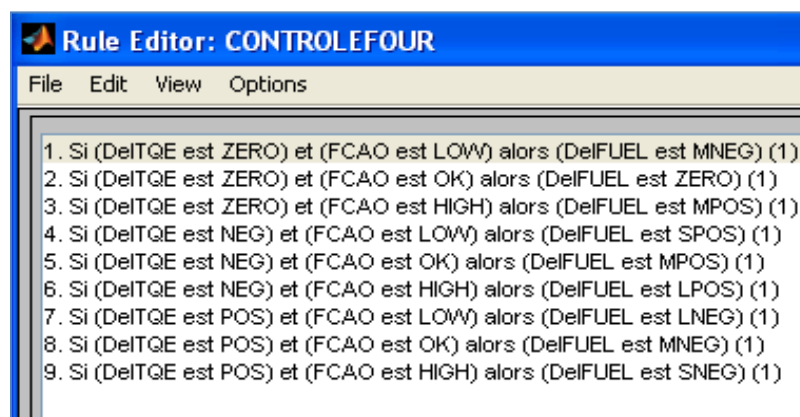 Rule Editor: CONTROLEFOUR
File Edit View Options
1. Si (DelTQE est ZERO) et (FCAO est LOW) alors (DelFUEL est MNEG) (1)
2. Si (DelTQE est ZERO) et (FCAO est OK) alors (DelFUEL est ZERO) (1)
3. Si (DelTQE est ZERO) et (FCAO est HIGH) alors (DelFUEL est MPOS) (1)
4. Si (DelTQE est NEG) et (FCAO est LOW) alors (DelFUEL est SPOS) (1)
5. Si (DelTQE est NEG) et (FCAO est OK) alors (DelFUEL est MPOS) (1)
6. Si (DelTQE est NEG) et (FCAO est HIGH) alors (DelFUEL est LPOS) (1)
7. Si (DelTQE est POS) et (FCAO est LOW) alors (DelFUEL est LNEG) (1)
8. Si (DelTQE est POS) et (FCAO est OK) alors (DelFUEL est MNEG) (1)
9. Si (DelTQE est POS) et (FCAO est HIGH) alors (DelFUEL est SNEG) (1)